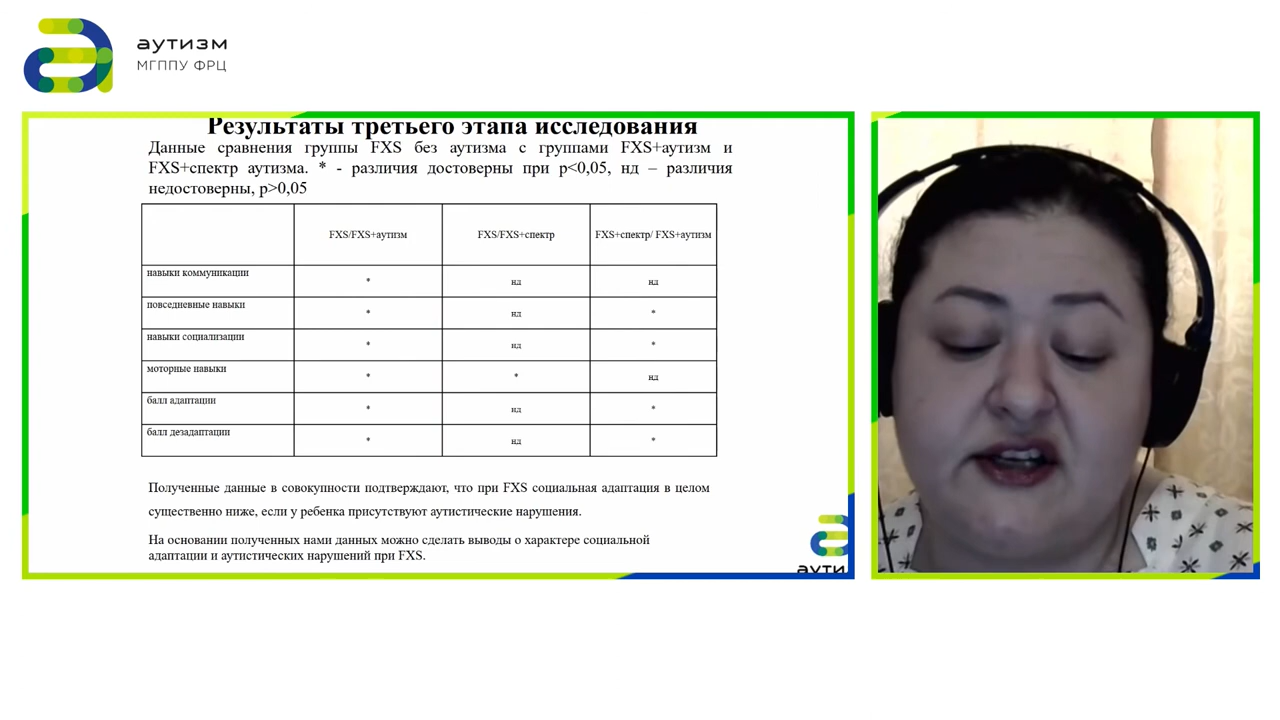 аутизм
МГППУ ФРЦ
Результаты третьего этапа исследования
Данные сравнения группы FXS без аутизма с группами FXS+аутизм и
FXS+спектр аутизма. * - различия достоверны при p<0,05, нд – различия
недостоверны, p>0,05
FXS/FXS+аутизм FXS/FXS+спектр FXS+спектр/ FXS+аутизм
навыки коммуникации * нд нд
повседневные навыки * нд *
навыки социализации * нд *
моторные навыки * * нд
балл адаптации * нд *
балл дезадаптации * нд *
Полученные данные в совокупности подтверждают, что при FXS социальная адаптация в целом
существенно ниже, если у ребенка присутствуют аутистические нарушения.
На основании полученных нами данных можно сделать выводы о характере социальной
адаптации и аутистических нарушений при FXS.
аути